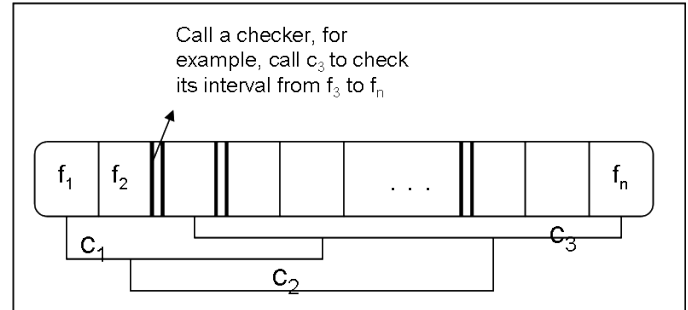 Call a checker, for
example, call c₃ to check
its interval from f₃ to fₙ
f₁ f₂ . . . fₙ
C₁ C₃
C₂